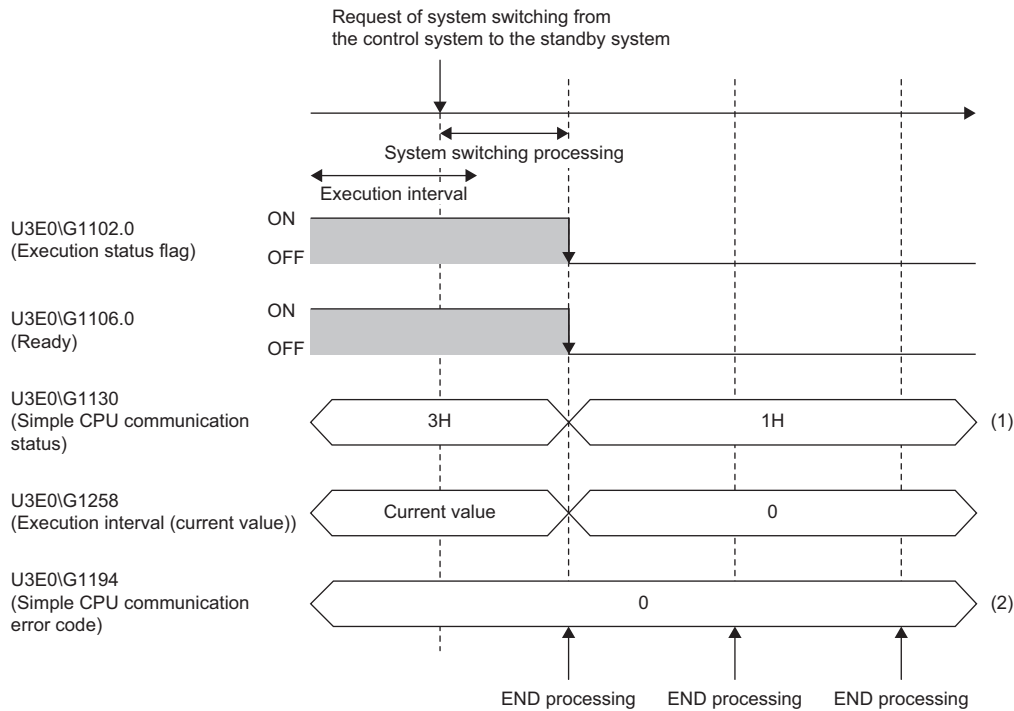 Request of system switching from
the control system to the standby system
System switching processing
Execution interval
U3E0\G1102.0
(Execution status flag)
ON
OFF
U3E0\G1106.0
(Ready)
ON
OFF
U3E0\G1130
(Simple CPU communication
status)
3H
1H
(1)
U3E0\G1258
(Execution interval (current value))
Current value
0
U3E0\G1194
(Simple CPU communication
error code)
0
(2)
END processing
END processing
END processing